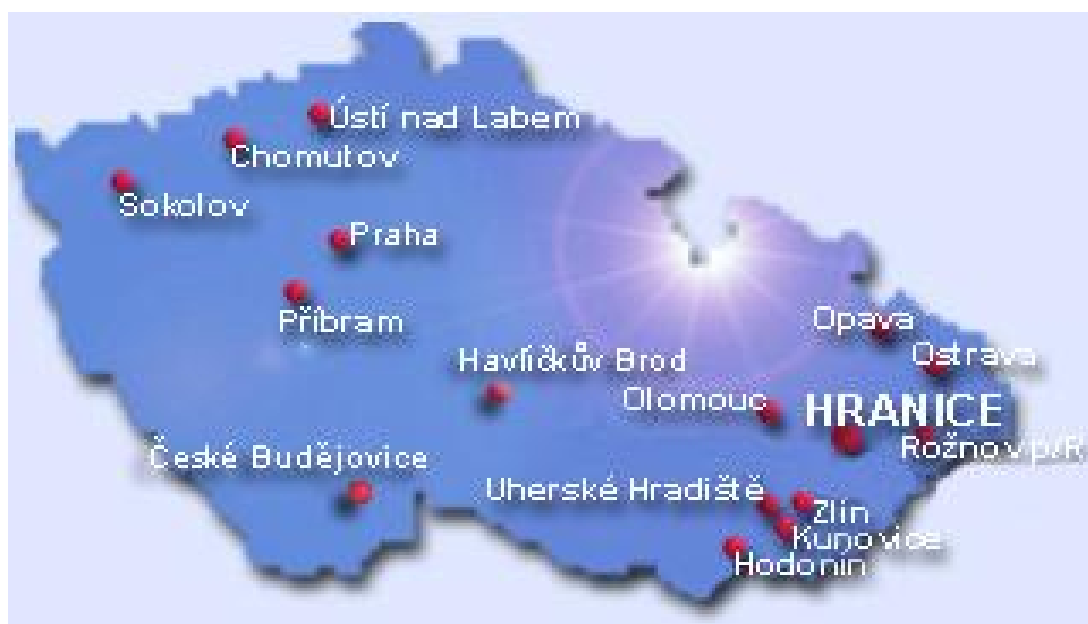 Ústí nad Labem
Chomutov
Sokolov
Praha
Příbram
Opava
Ostrava
Havlíčkův Brod
Olomouc
HRANICE
Rožnov p/R
České Budějovice
Uherské Hradiště
Zlín
Kunovice
Hodonín